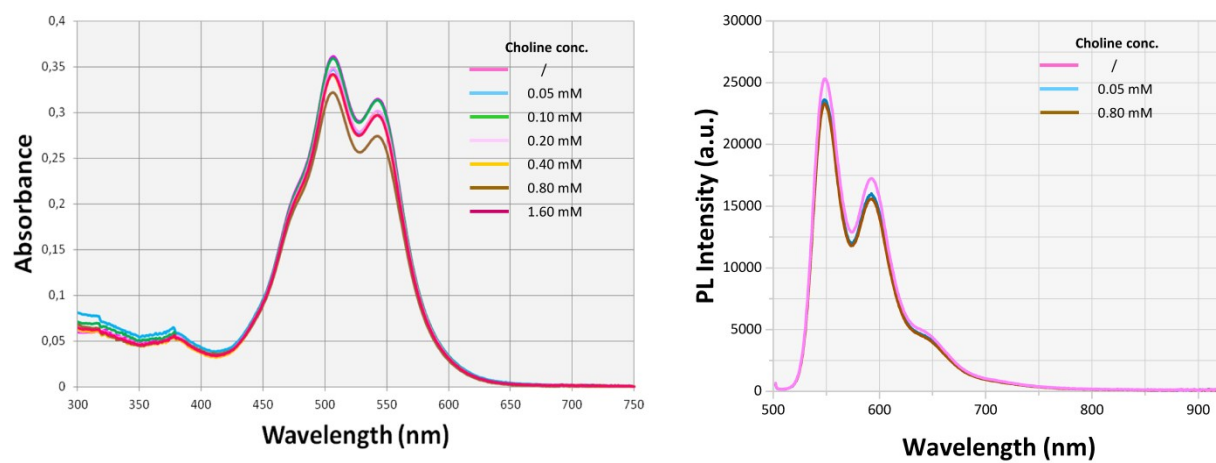 Absorbance
0,4
0,35
0,3
0,25
0,2
0,15
0,1
0,05
0
Choline conc.
/
0.05 mM
0.10 mM
0.20 mM
0.40 mM
0.80 mM
1.60 mM
300 350 400 450 500 550 600 650 700 750
Wavelength (nm)
PL Intensity (a.u.)
30000
25000
20000
15000
10000
5000
0
Choline conc.
/
0.05 mM
0.80 mM
500 600 700 800 900
Wavelength (nm)